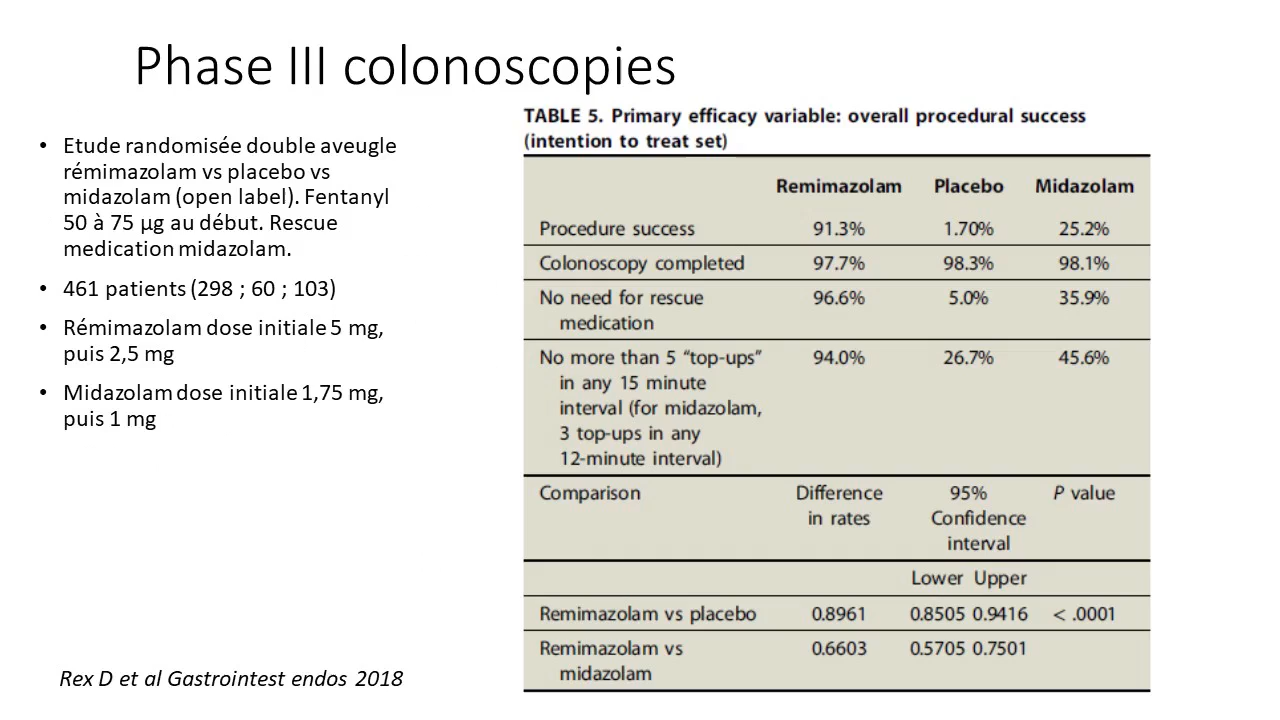 Phase III colonoscopies
• Etude randomisée double aveugle
rémimazolam vs placebo vs
midazolam (open label). Fentanyl
50 à 75 µg au début. Rescue
medication midazolam.
• 461 patients (298 ; 60 ; 103)
• Rémimazolam dose initiale 5 mg,
puis 2,5 mg
• Midazolam dose initiale 1,75 mg,
puis 1 mg
Rex D et al Gastrointest endos 2018
TABLE 5. Primary efficacy variable: overall procedural success
(intention to treat set)
Remimazolam Placebo Midazolam
Procedure success 91.3% 1.70% 25.2%
Colonoscopy completed 97.7% 98.3% 98.1%
No need for rescue 96.6% 5.0% 35.9%
medication
No more than 5 “top-ups” 94.0% 26.7% 45.6%
in any 15 minute
interval (for midazolam,
3 top-ups in any
12-minute interval)
Comparison Difference 95% P value
in rates Confidence
interval
Lower Upper
Remimazolam vs placebo 0.8961 0.8505 0.9416 < .0001
Remimazolam vs 0.6603 0.5705 0.7501
midazolam